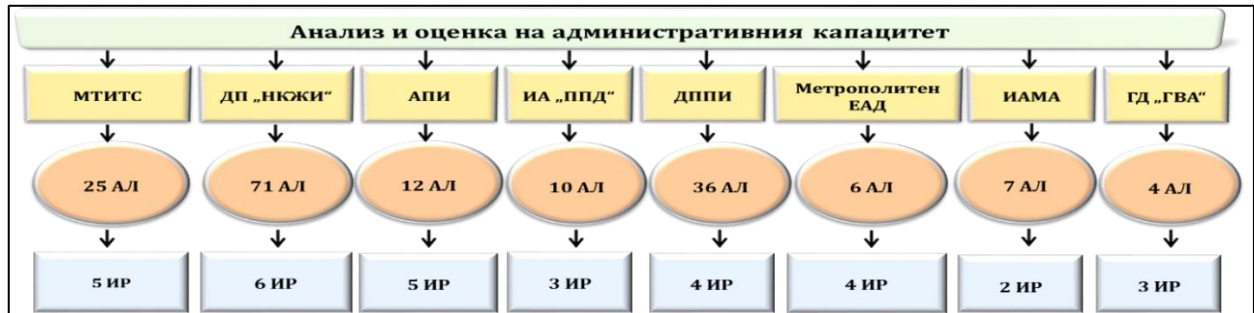 Анализ и оценка на административния капацитет
МТИТС
ДП „НКЖИ“
АПИ
ИА „ППД“
ДППИ
Метрополитен
ЕАД
ИАМА
ГД „ГВА“
25 АЛ
71 АЛ
12 АЛ
10 АЛ
36 АЛ
6 АЛ
7 АЛ
4 АЛ
5 ИР
6 ИР
5 ИР
3 ИР
4 ИР
4 ИР
2 ИР
3 ИР